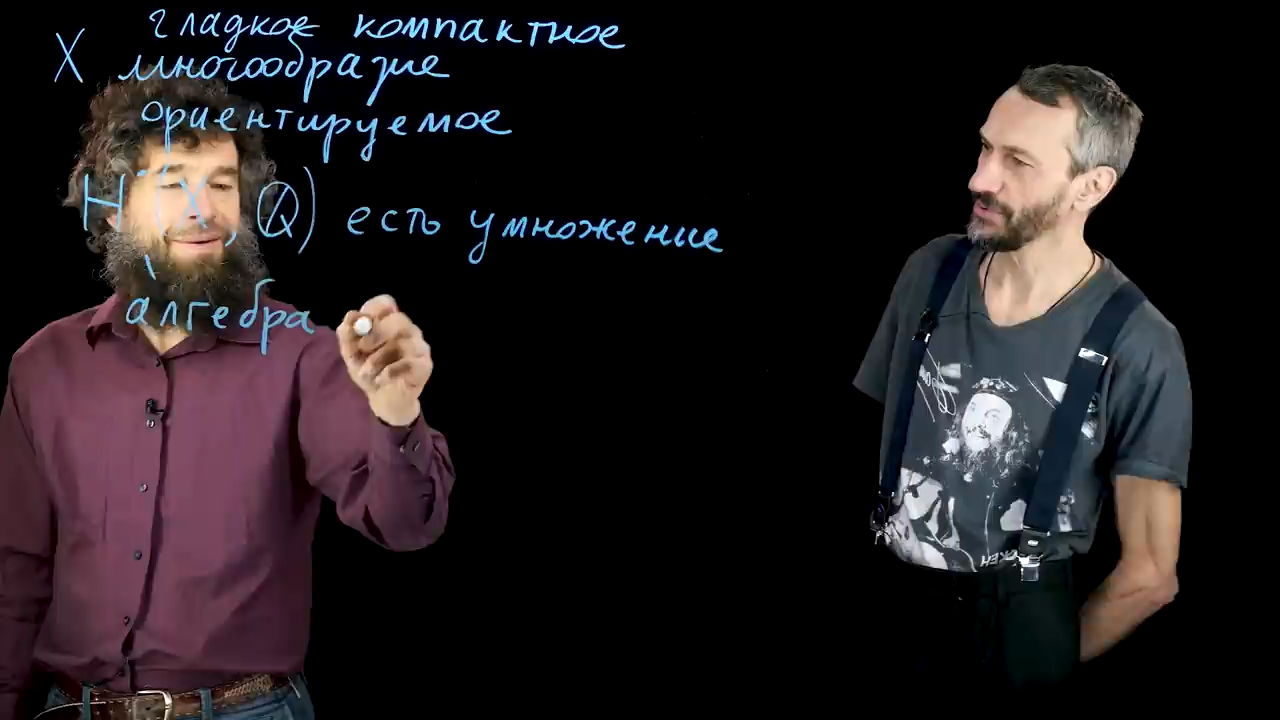 гладкое компактное
X многообразие
ориентируемое
H˙(X, Q) есть умножение
алгебра